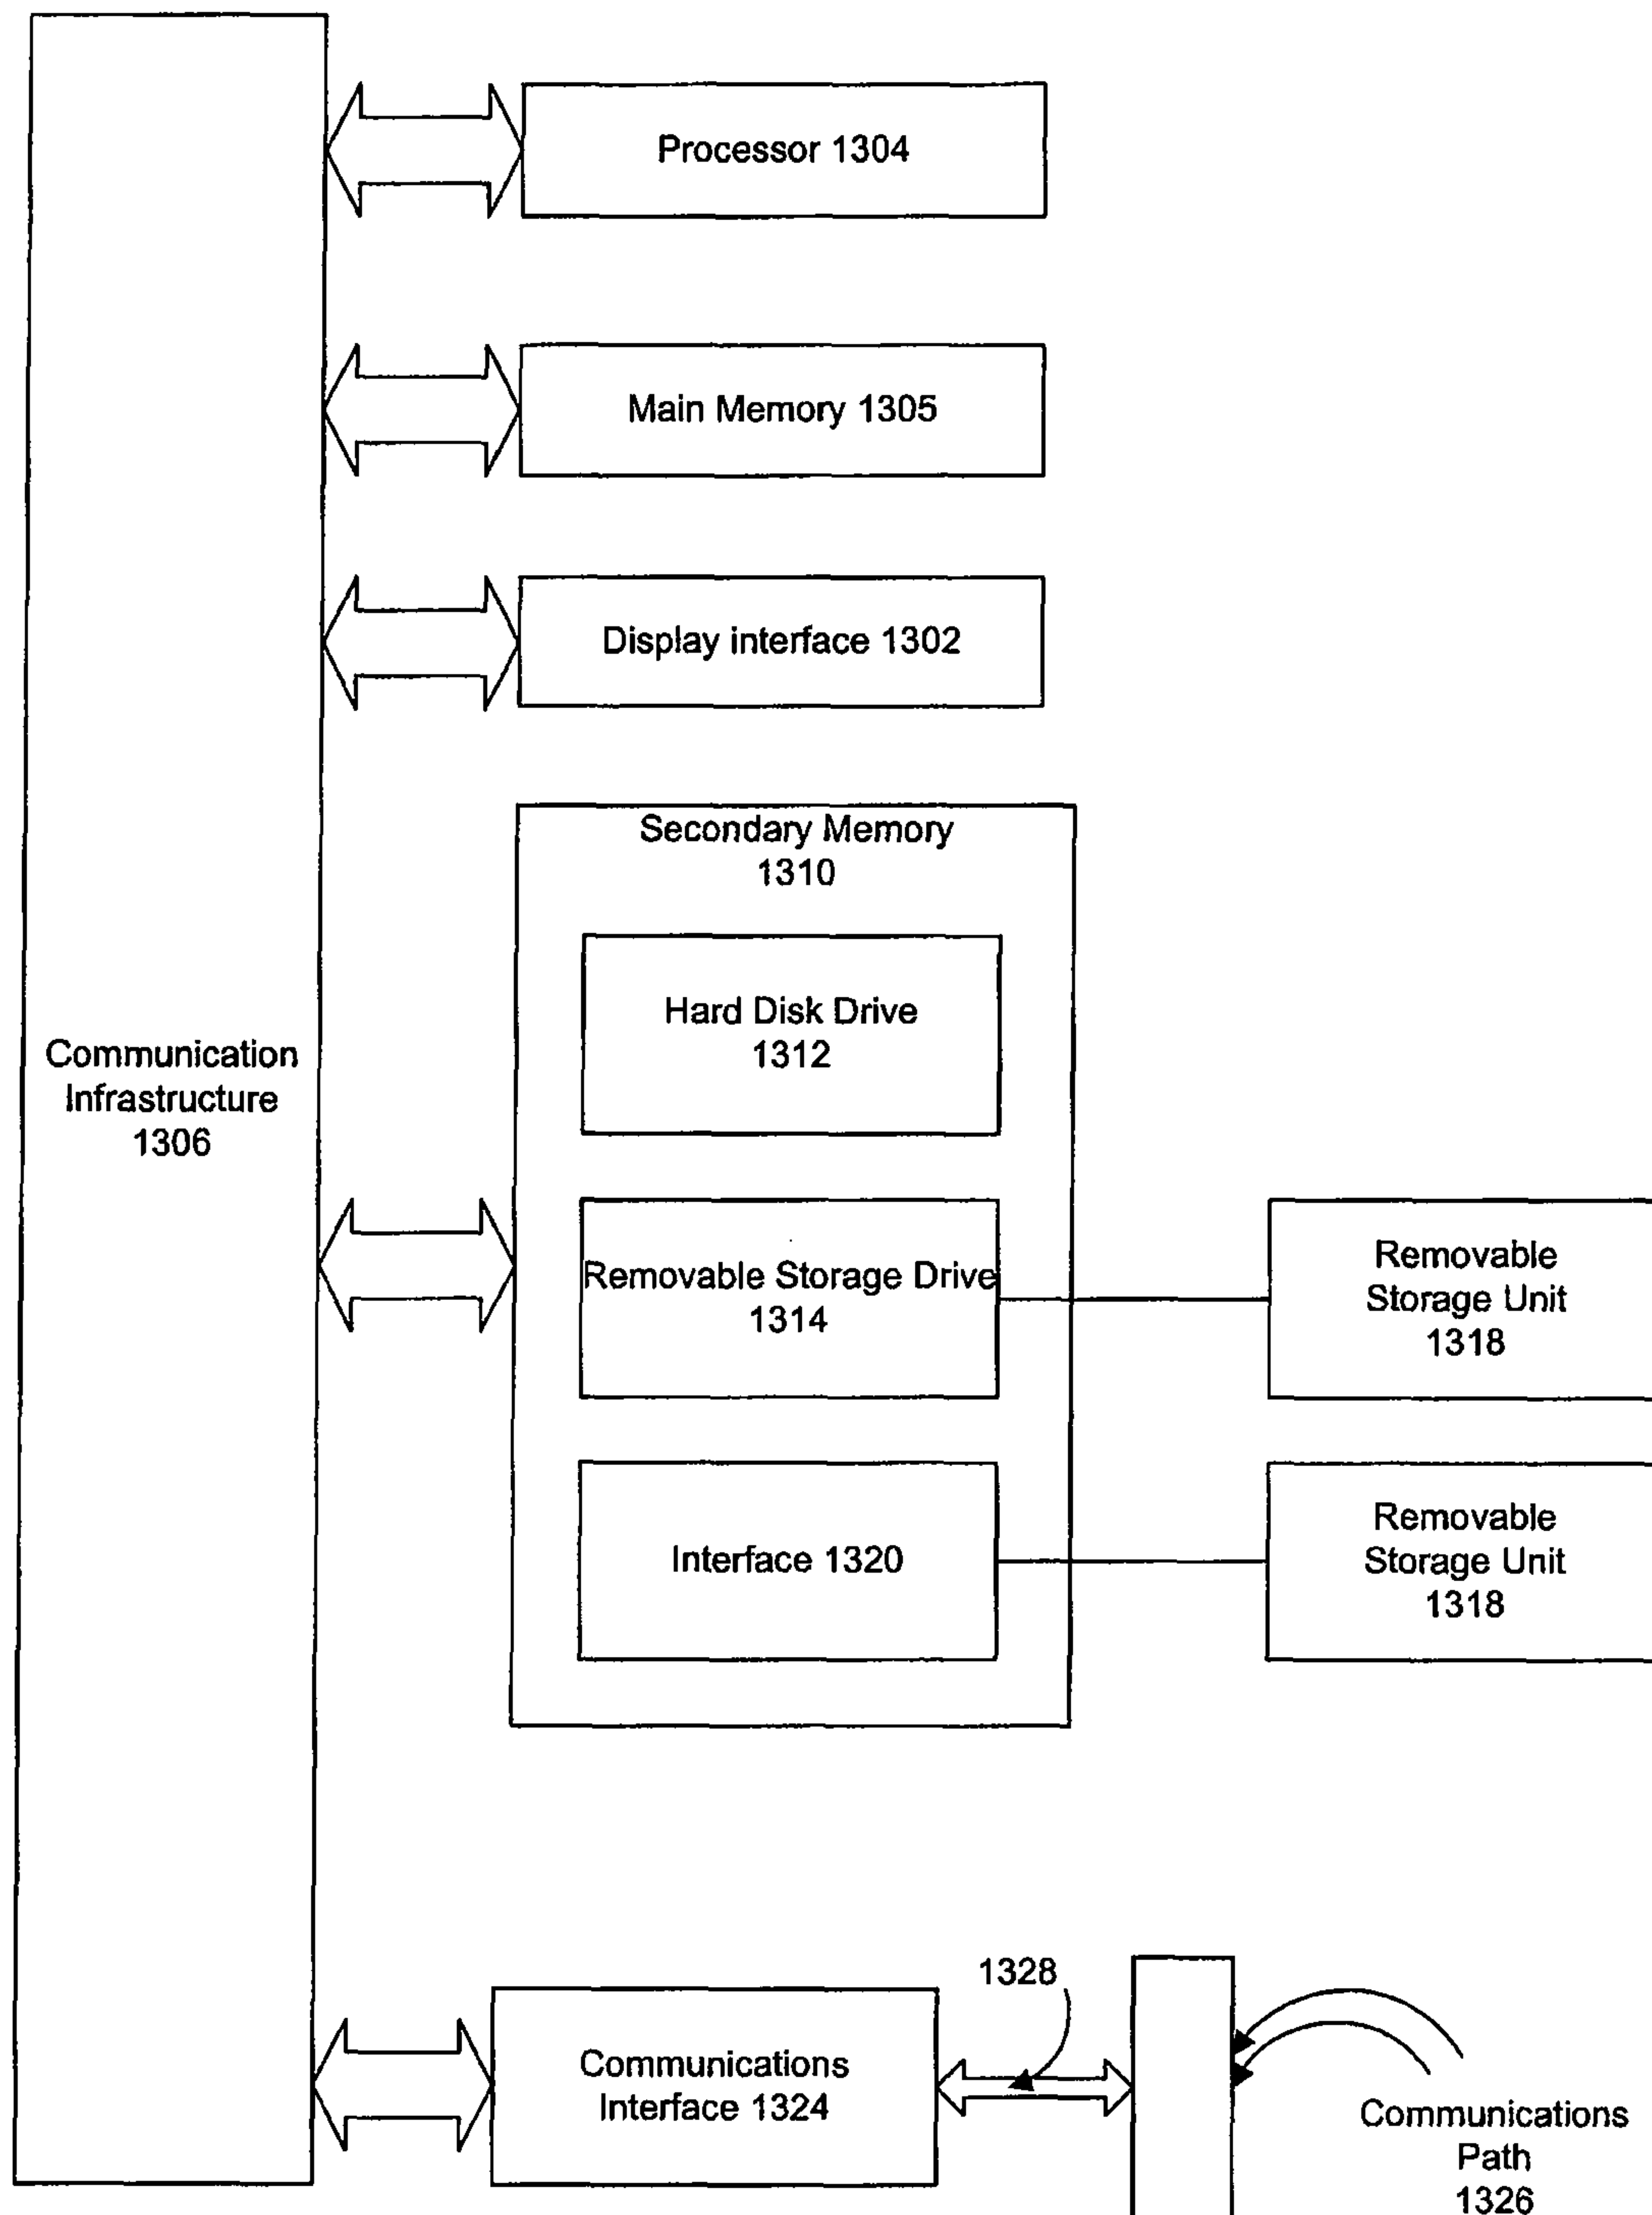 Processor 1304
Main Memory 1305
Display interface 1302
Secondary Memory
1310
Hard Disk Drive
1312
Communication
Infrastructure
1306
Removable Storage Drive
1314
Removable
Storage Unit
1318
Interface 1320
Removable
Storage Unit
1318
1328
Communications
Interface 1324
Communications
Path
1326